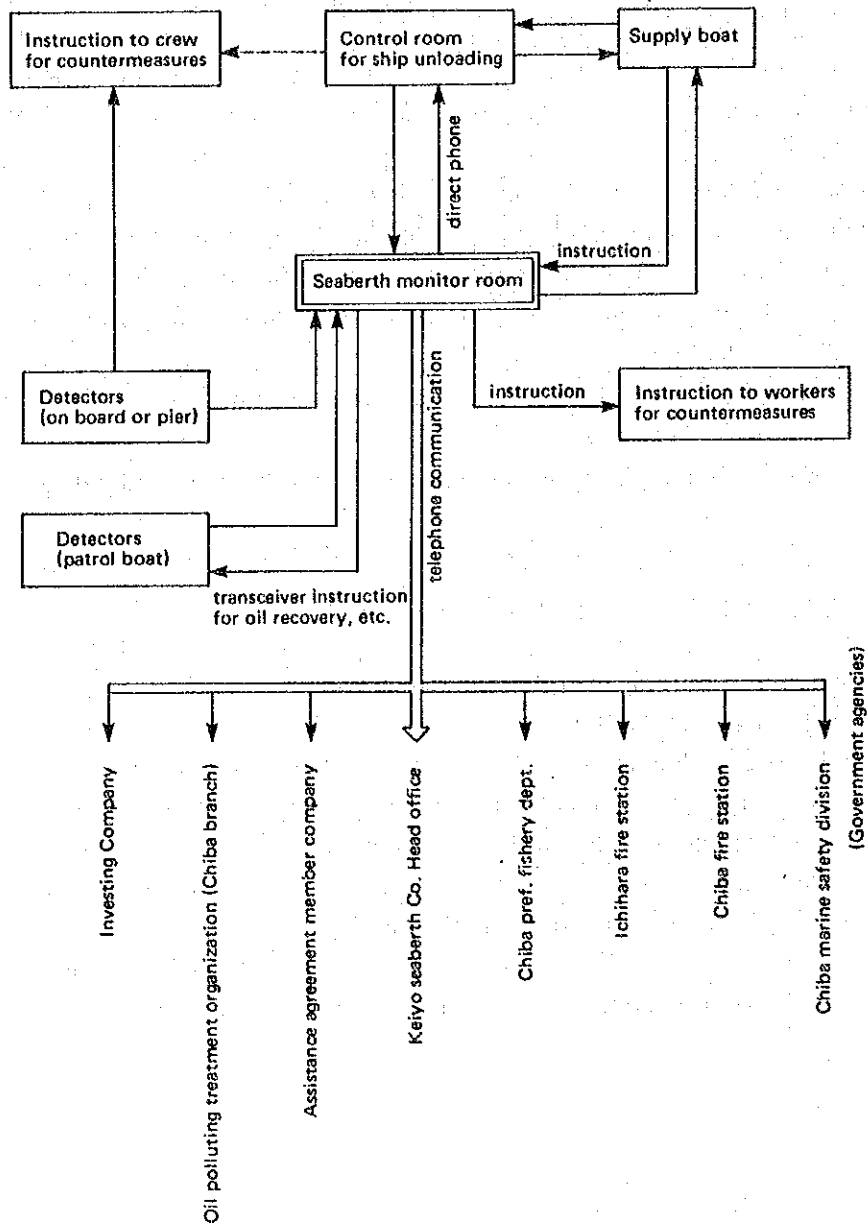 Instruction to crew
for countermeasures
Control room
for ship unloading
Supply boat
direct phone
instruction
Seaberth monitor room
Detectors
(on board or pier)
instruction
Instruction to workers
for countermeasures
telephone communication
Detectors
(patrol boat)
transceiver instruction
for oil recovery, etc.
Investing Company
Oil polluting treatment organization (Chiba branch)
Assistance agreement member company
Keiyo seaberth Co. Head office
Chiba pref. fishery dept.
Ichihara fire station
Chiba fire station
Chiba marine safety division
(Government agencies)